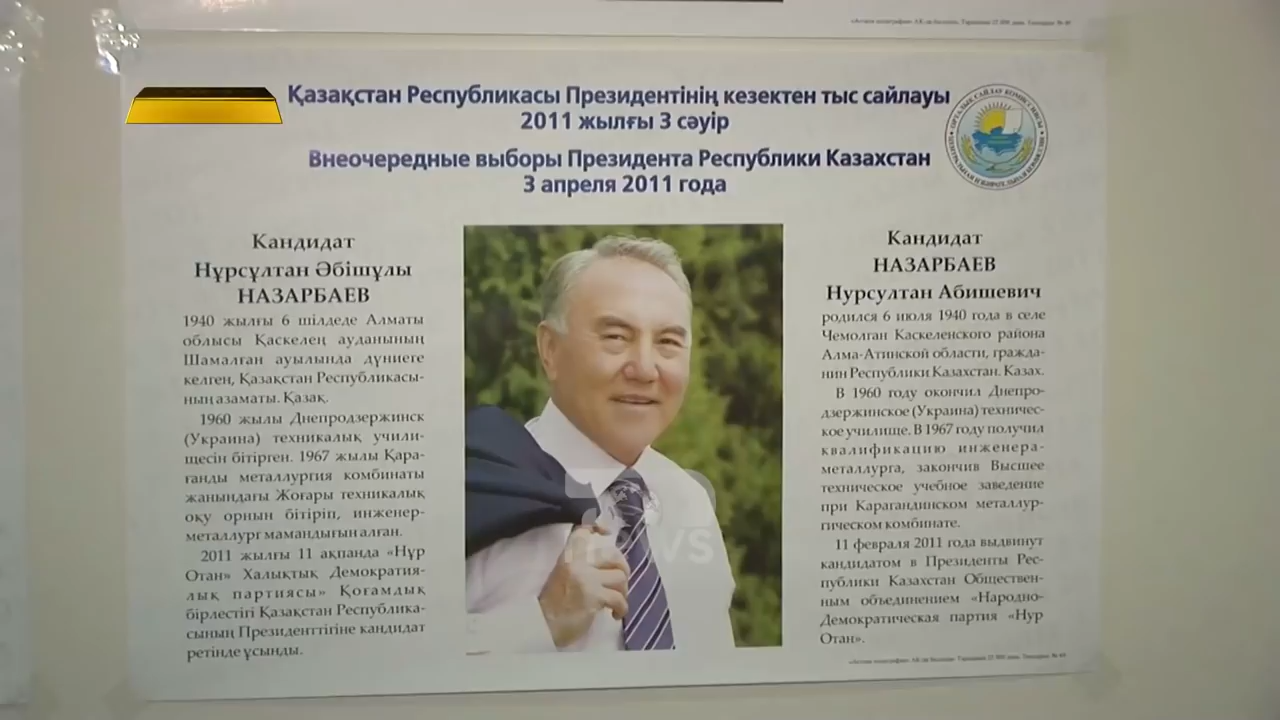 Қазақстан Республикасы Президентінің кезектен тыс сайлауы
2011 жылғы 3 сәуір
Внеочередные выборы Президента Республики Казахстан
3 апреля 2011 года
Кандидат
Нұрсұлтан Әбішұлы
НАЗАРБАЕВ
1940 жылғы 6 шілдеде Алматы
облысы Қаскелең ауданының
Шамалған ауылында дүниеге
келген, Қазақстан Республикасы-
ның азаматы. Қазақ.
1960 жылы Днепродзержинск
(Украина) техникалық учили-
щесін бітірген. 1967 жылы Қара-
ғанды металлургия комбинаты
жанындағы Жоғары техникалық
оқу орнын бітіріп, инженер-
металлург мамандығын алған.
2011 жылғы 11 ақпанда «Нұр
Отан» Халықтық Демократия-
лық партиясы» Қоғамдық
бірлестігі Қазақстан Республика-
сының Президенттігіне кандидат
ретінде ұсынды.
Кандидат
НАЗАРБАЕВ
Нурсултан Абишевич
родился 6 июля 1940 года в селе
Чемолган Каскеленского района
Алма-Атинской области, гражда-
нин Республики Казахстан. Казах.
В 1960 году окончил Днепро-
дзержинское (Украина) техничес-
кое училище. В 1967 году получил
квалификацию инженера-
металлурга, закончив Высшее
техническое учебное заведение
при Карагандинском металлур-
гическом комбинате.
11 февраля 2011 года выдвинут
кандидатом в Президенты Рес-
публики Казахстан Обществен-
ным объединением «Народно-
Демократическая партия «Нур
Отан».
news